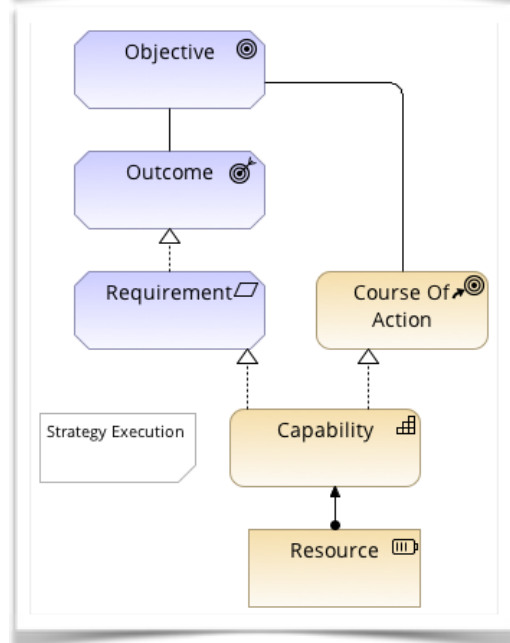 Objective
Outcome
Requirement
Course Of
Action
Strategy Execution
Capability
Resource